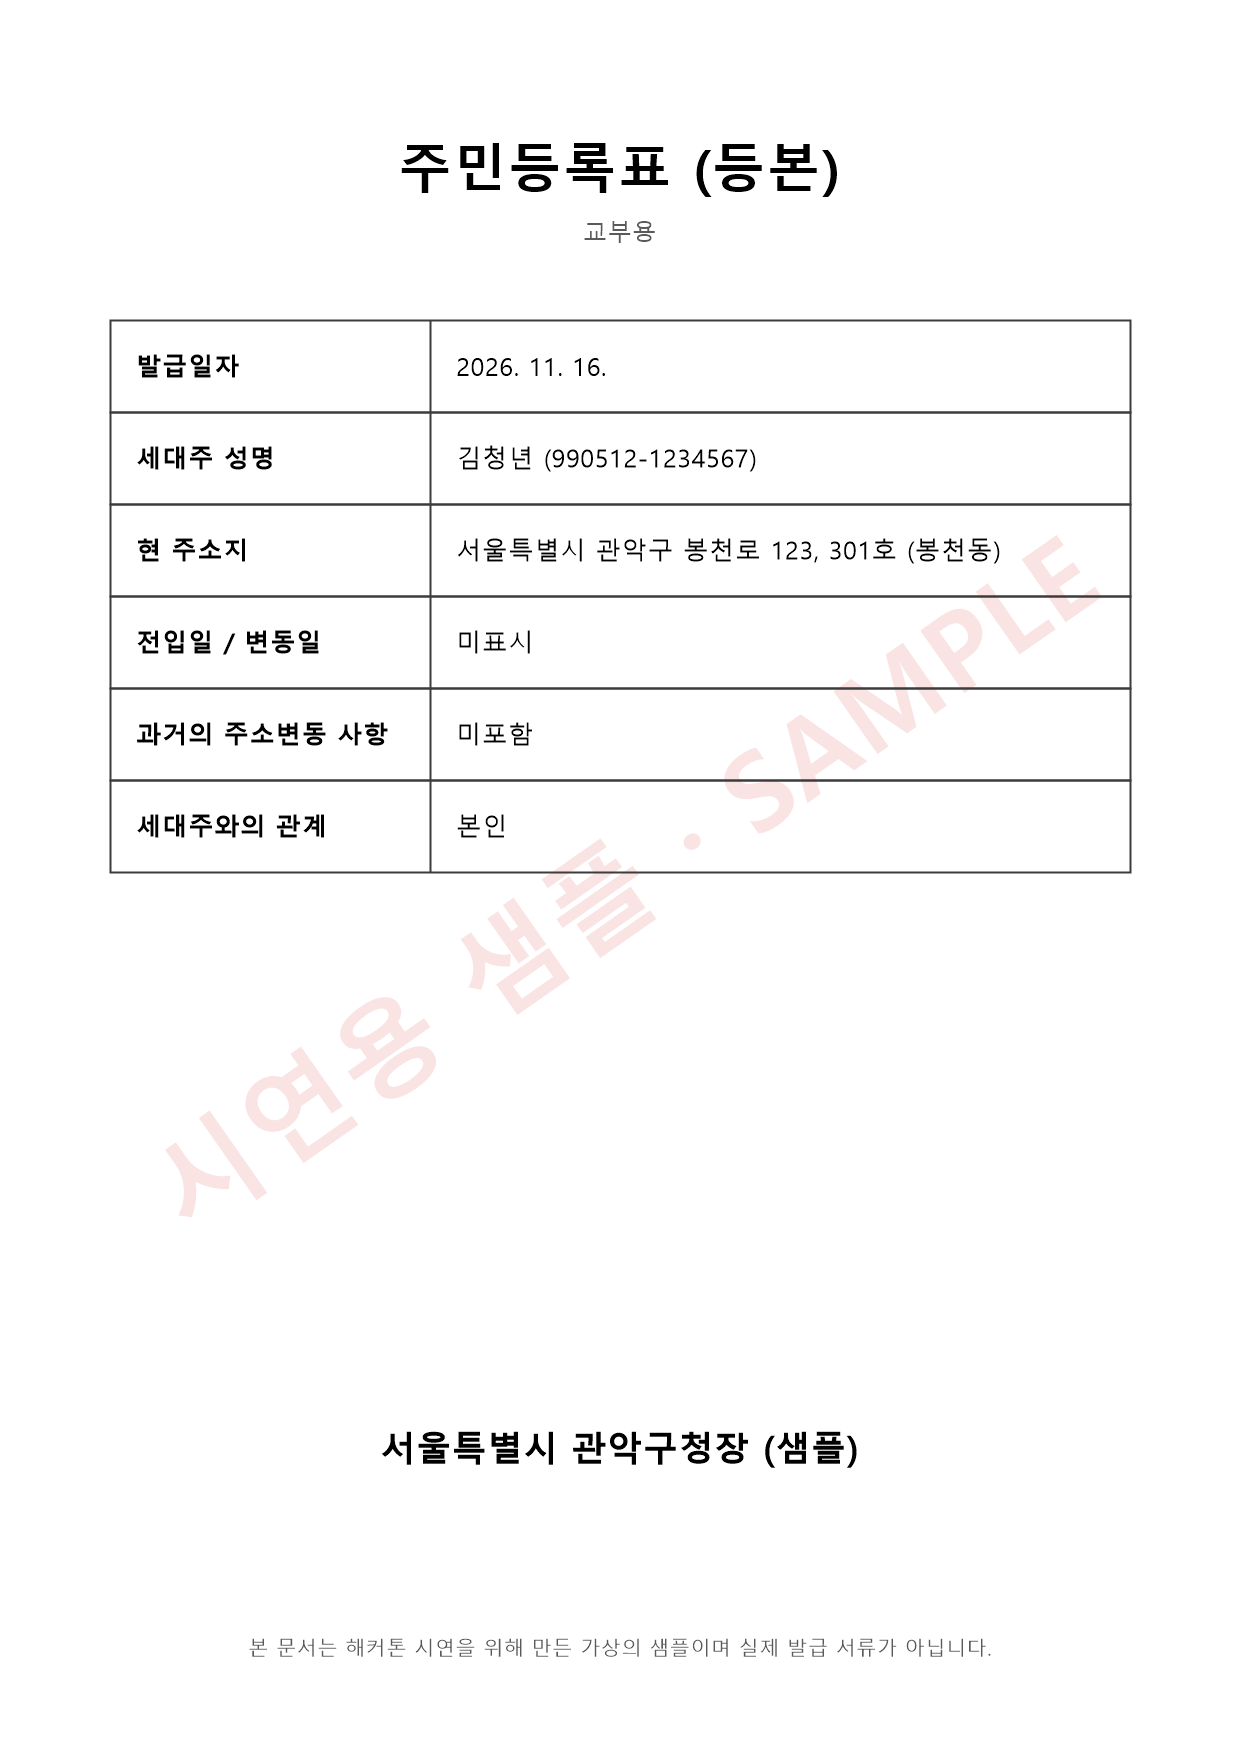 주민등록표 (등본)
교부용
발급일자 2026. 11. 16.
세대주 성명 김청년 (990512-1234567)
현 주소지 서울특별시 관악구 봉천로 123, 301호 (봉천동)
전입일 / 변동일 미표시
과거의 주소변동 사항 미포함
세대주와의 관계 본인
시연용 샘플 · SAMPLE
서울특별시 관악구청장 (샘플)
본 문서는 해커톤 시연을 위해 만든 가상의 샘플이며 실제 발급 서류가 아닙니다.